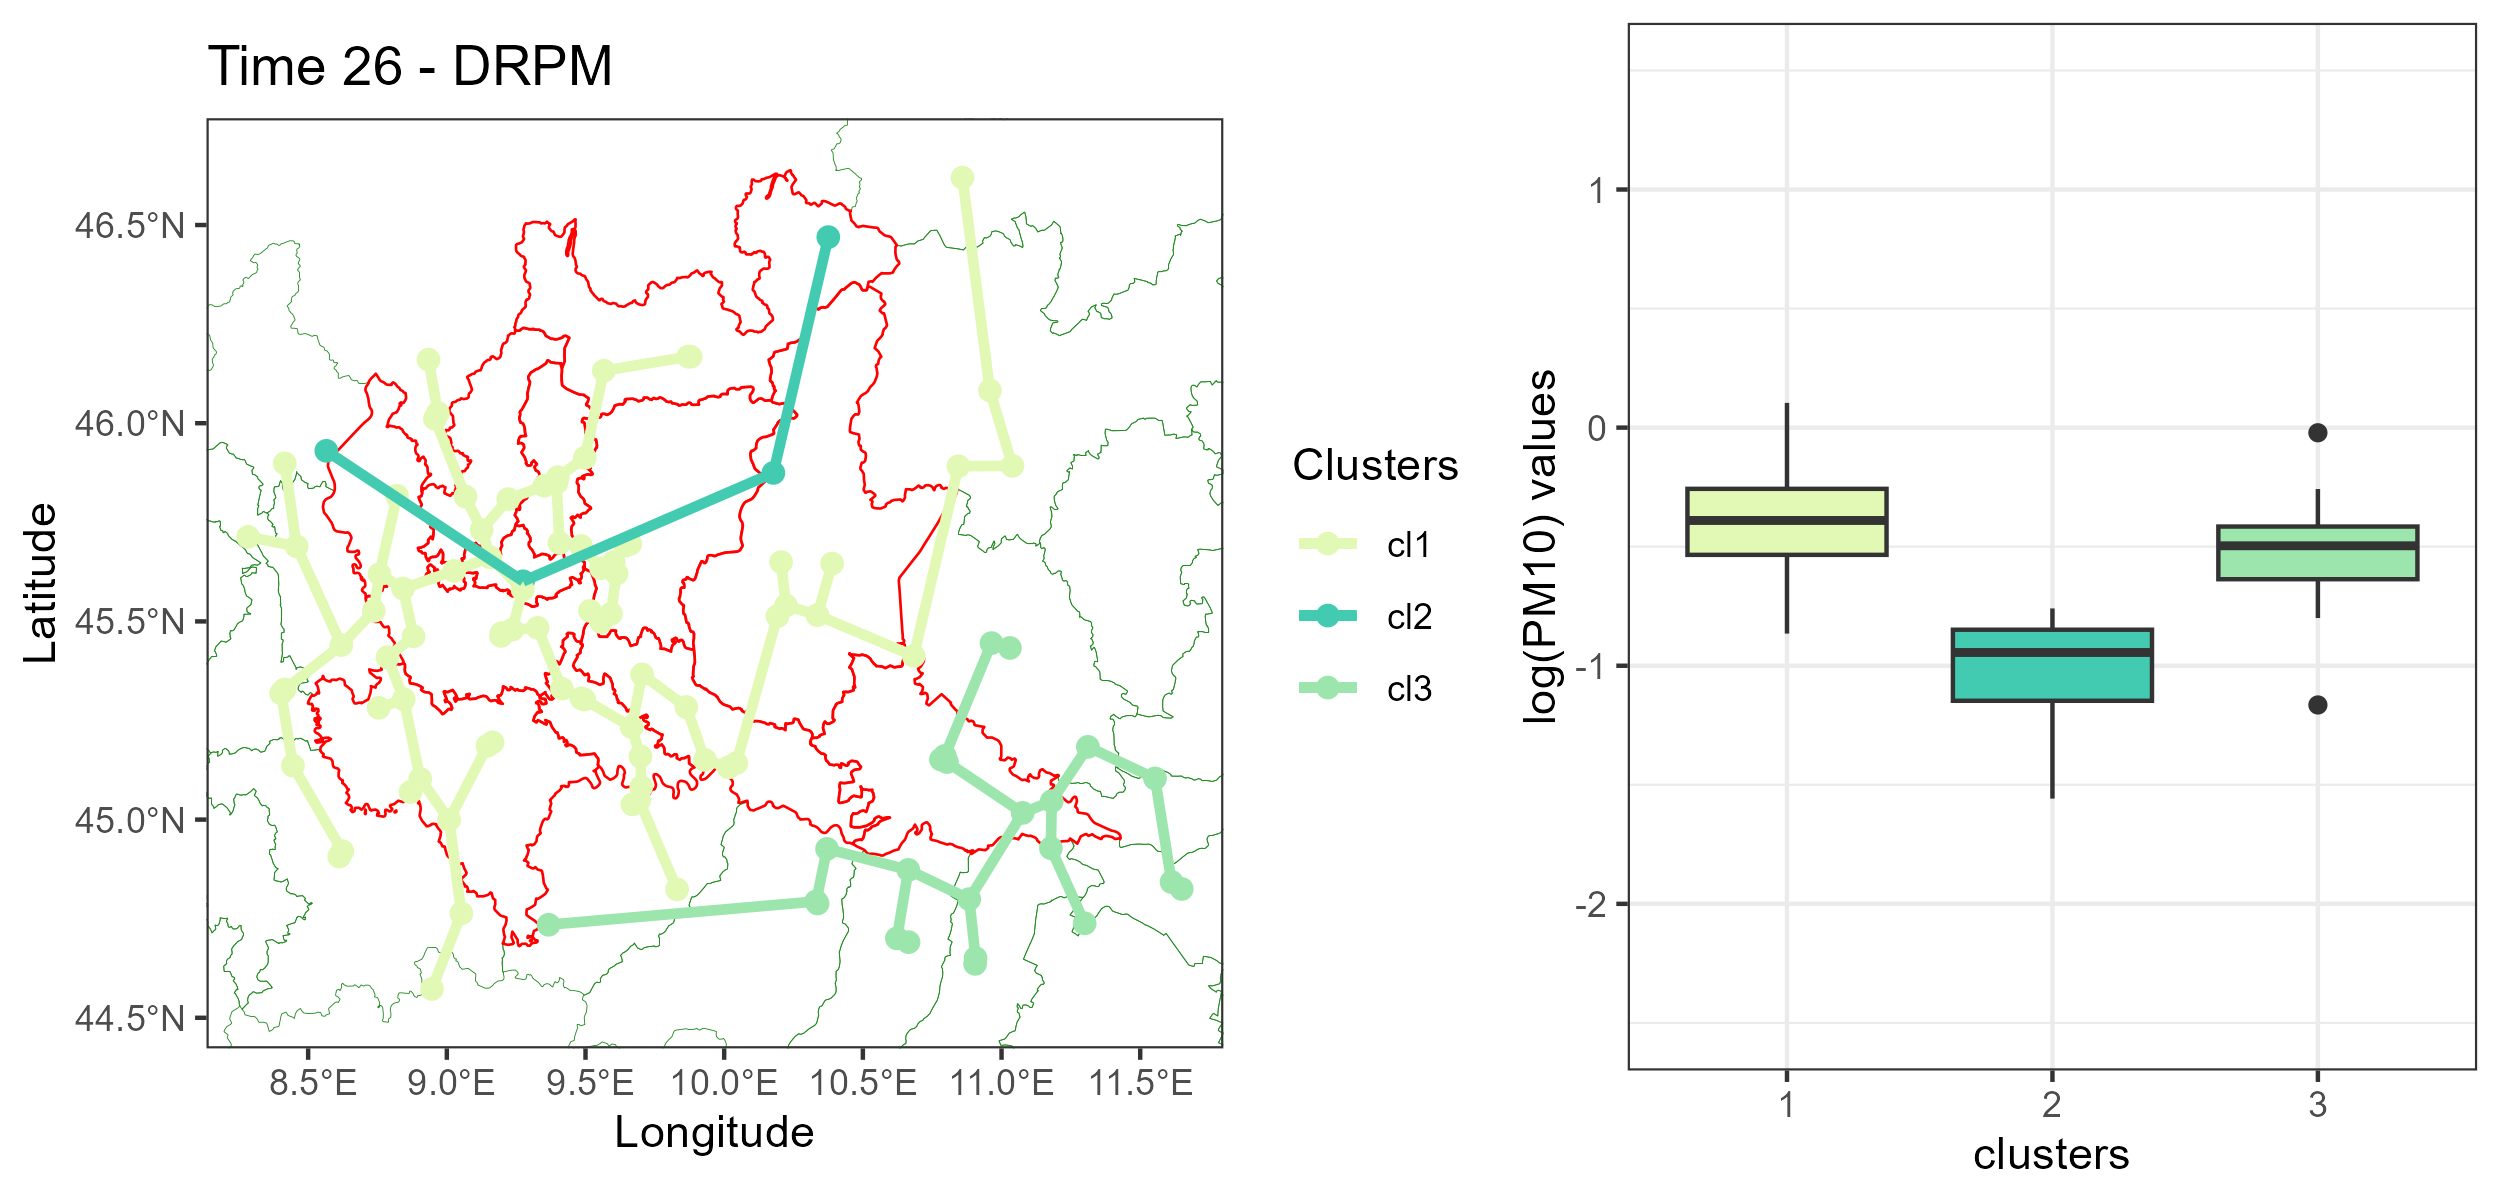 Time 26 - DRPM
Latitude
46.5°N
46.0°N
45.5°N
45.0°N
44.5°N
8.5°E 9.0°E 9.5°E 10.0°E 10.5°E 11.0°E 11.5°E
Longitude
Clusters
cl1
cl2
cl3
log(PM10) values
1
0
-1
-2
1 2 3
clusters